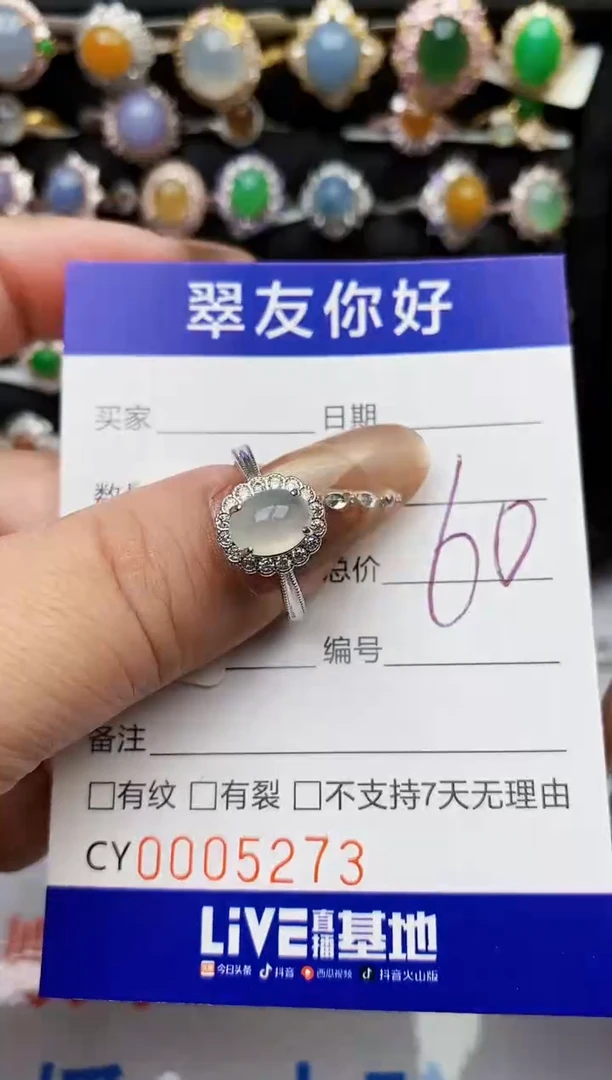 翠友你好
买家 日期
总价 60
编号
备注
□有纹 □有裂 □不支持7天无理由
CY0005273
LiVE直播基地
今日头条 抖音 西瓜视频 抖音火山版